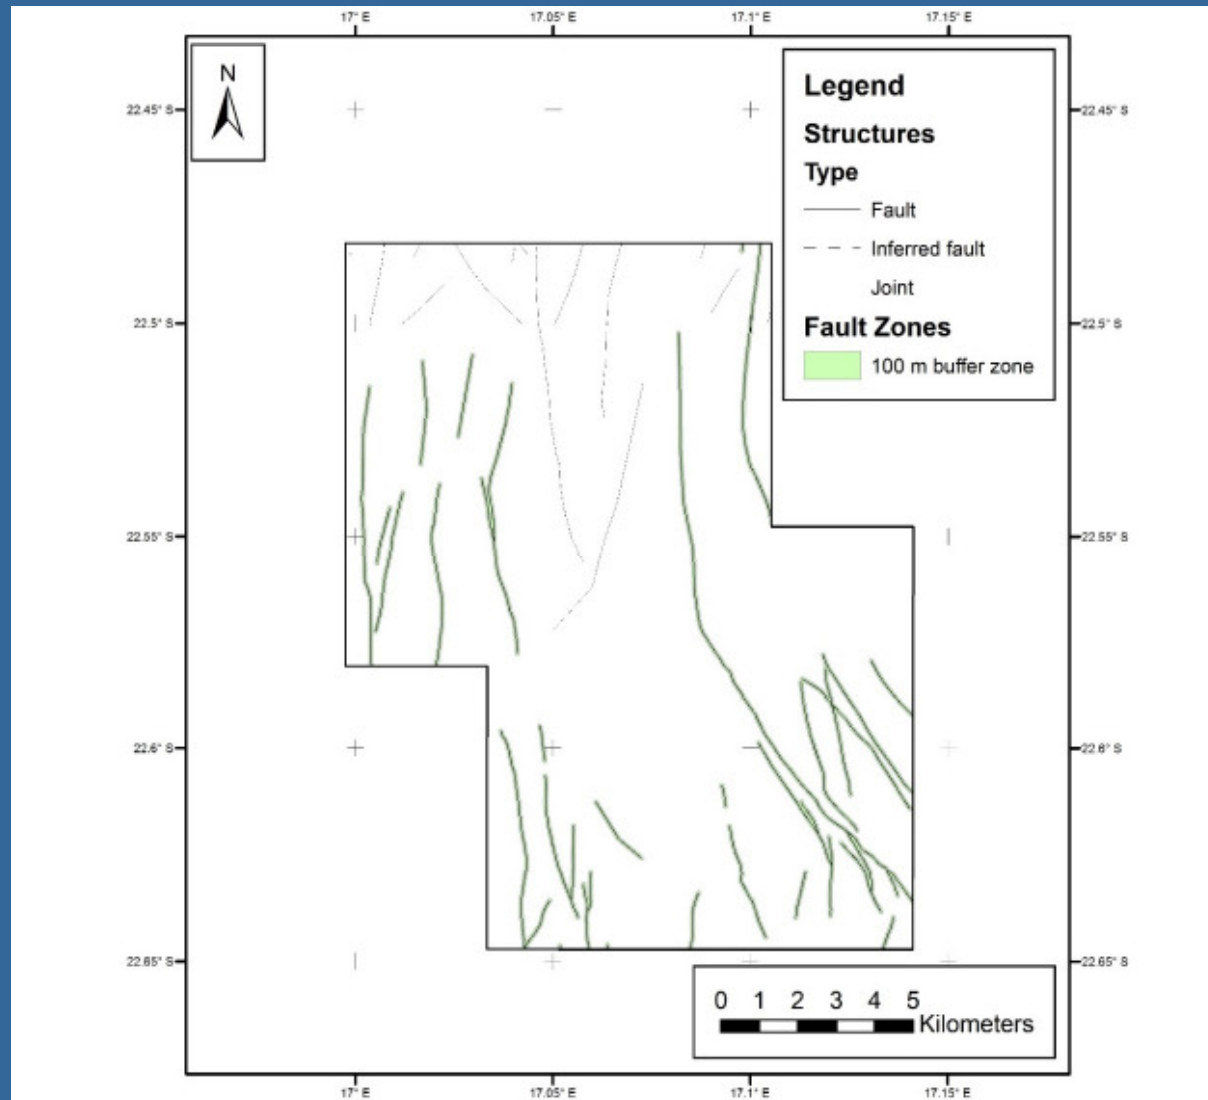 17° E 17.05° E 17.1° E 17.15° E
N
22.45° S 22.45° S
Legend
Structures
Type
Fault
Inferred fault
Joint
22.5° S 22.5° S
Fault Zones
100 m buffer zone
22.55° S 22.55° S
22.6° S 22.6° S
22.65° S 22.65° S
0 1 2 3 4 5
Kilometers
17° E 17.05° E 17.1° E 17.15° E